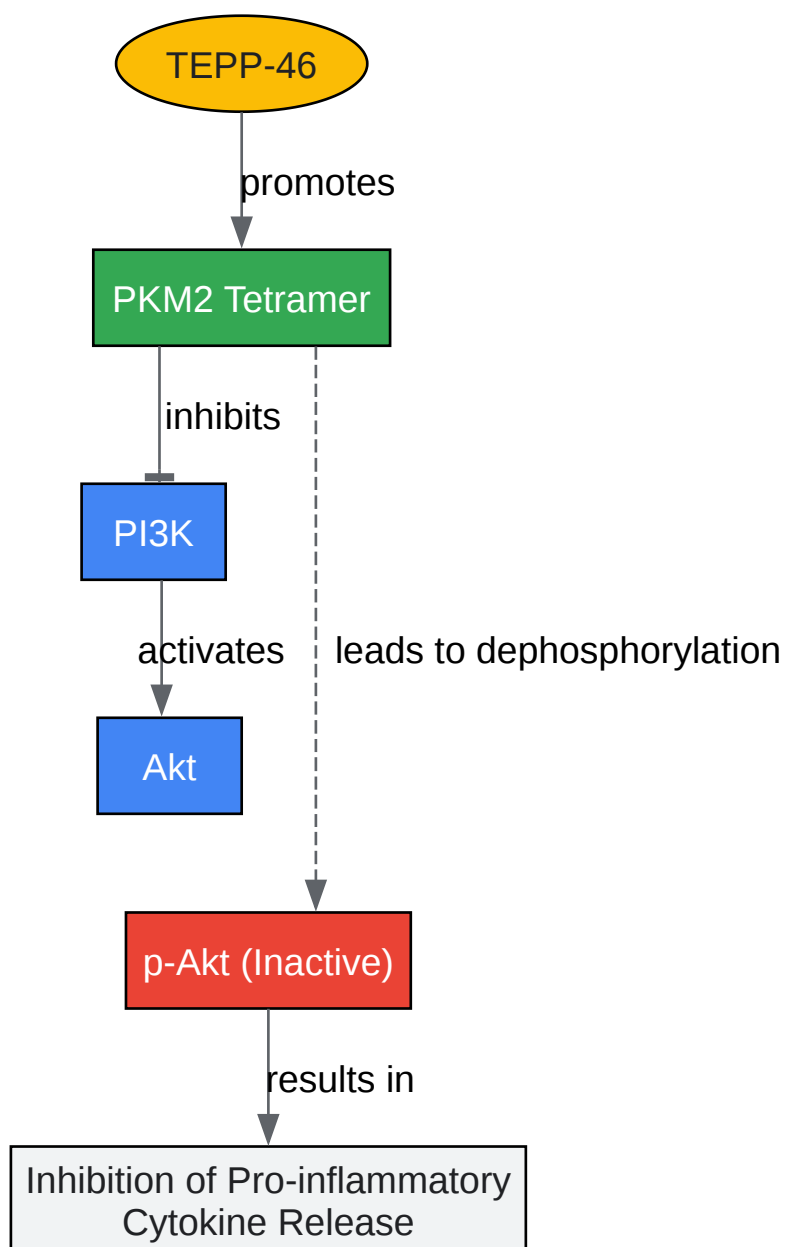 TEPP-46
promotes
PKM2 Tetramer
inhibits
PI3K
activates
leads to dephosphorylation
Akt
p-Akt (Inactive)
results in
Inhibition of Pro-inflammatory
Cytokine Release